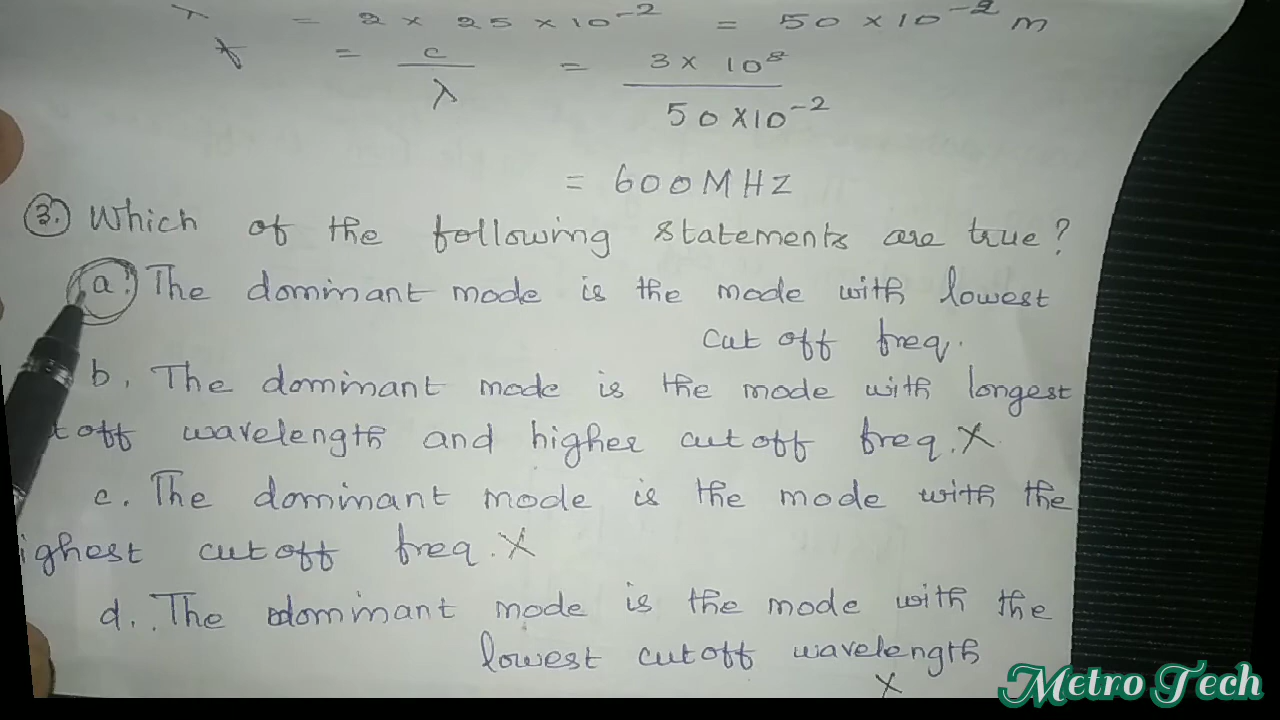 λ = 2 × 25 × 10⁻² = 50 × 10⁻² m
f = c / λ = 3 × 10⁸ / 50 × 10⁻²
= 600 MHZ
3. Which of the following statements are true?
a. The dominant mode is the mode with lowest
cut off freq.
b. The dominant mode is the mode with longest
t off wavelength and higher cut off freq. X
c. The dominant mode is the mode with the
ighest cut off freq. X
d. The dominant mode is the mode with the
lowest cutoff wavelength
X
Metro Tech